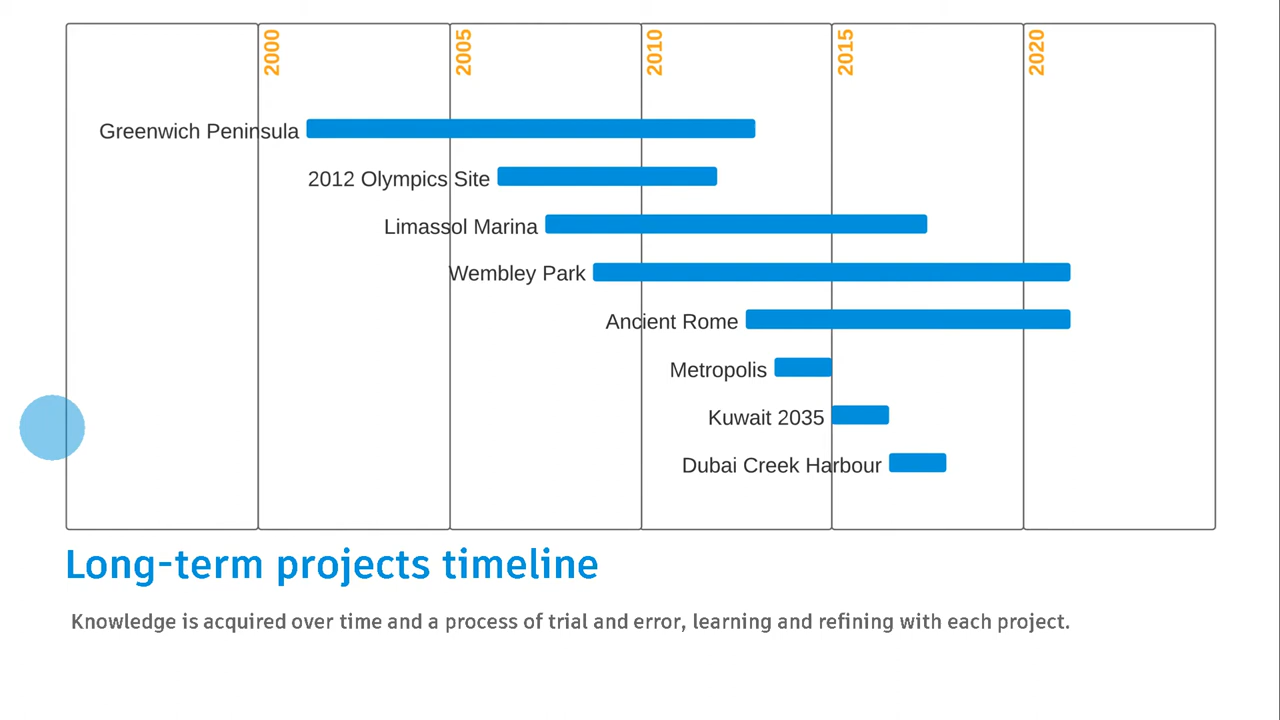 2000
2005
2010
2015
2020
Greenwich Peninsula
2012 Olympics Site
Limassol Marina
Wembley Park
Ancient Rome
Metropolis
Kuwait 2035
Dubai Creek Harbour
Long-term projects timeline
Knowledge is acquired over time and a process of trial and error, learning and refining with each project.